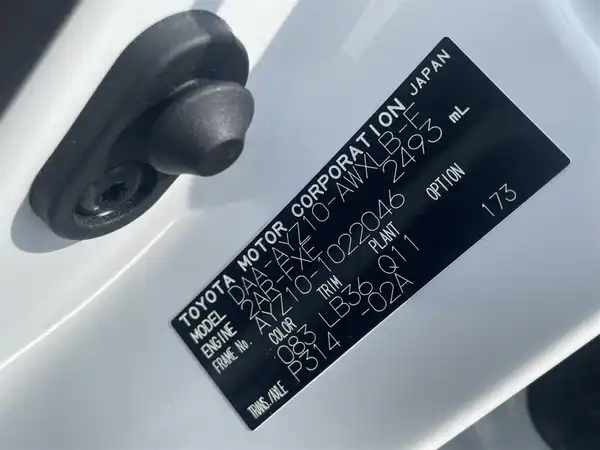 TOYOTA MOTOR CORPORATION JAPAN
MODEL DAA-AYZ10-AWXLB-E
ENGINE 2AR-FXE 2493 mL
FRAME No. AYZ10-1022046
COLOR TRIM PLANT OPTION
083 LB36 Q11 173
TRANS./AXLE P314 -02A